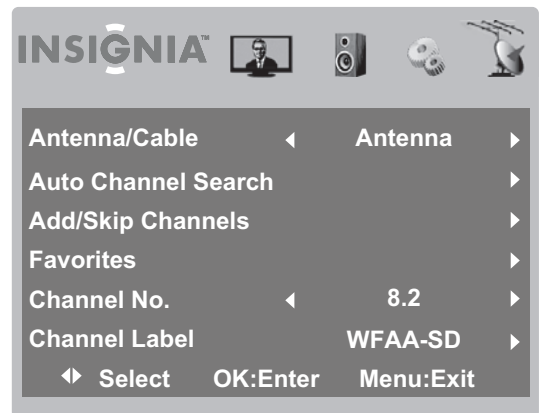 INSIGNIA™
Antenna/Cable Antenna
Auto Channel Search
Add/Skip Channels
Favorites
Channel No. 8.2
Channel Label WFAA-SD
Select OK:Enter Menu:Exit